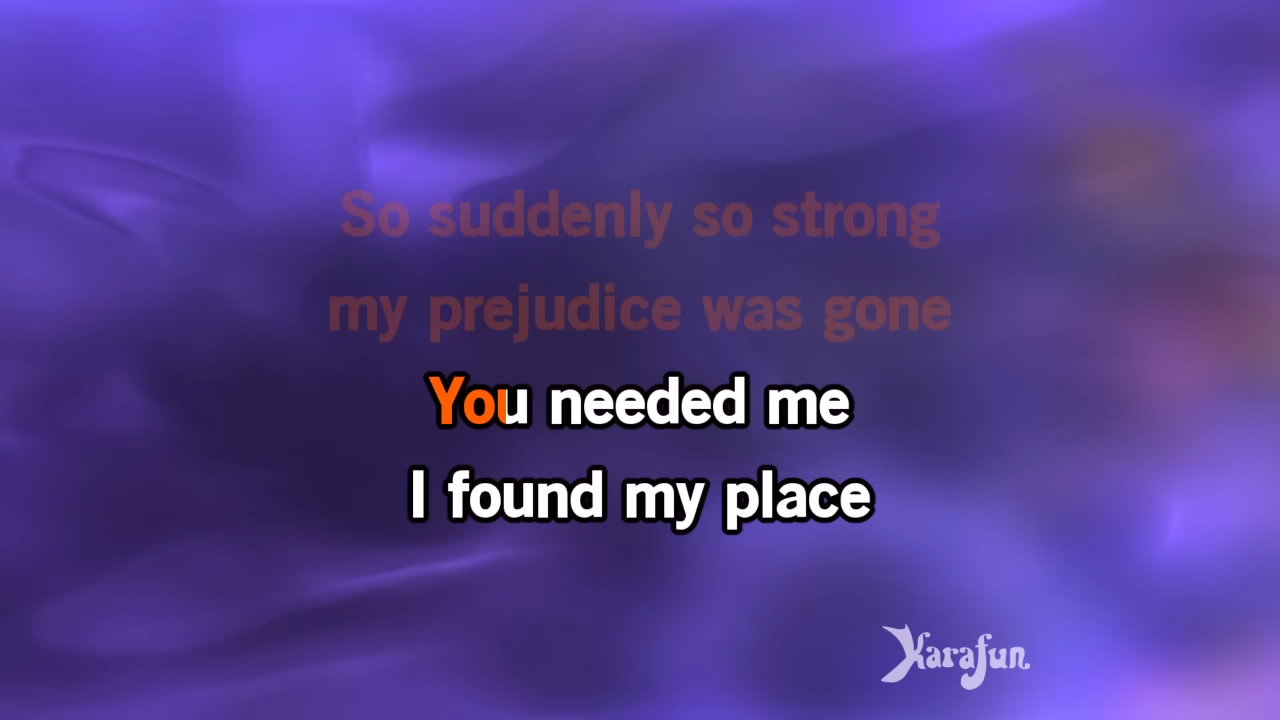 So suddenly so strong
my prejudice was gone
You needed me
I found my place
Karafun